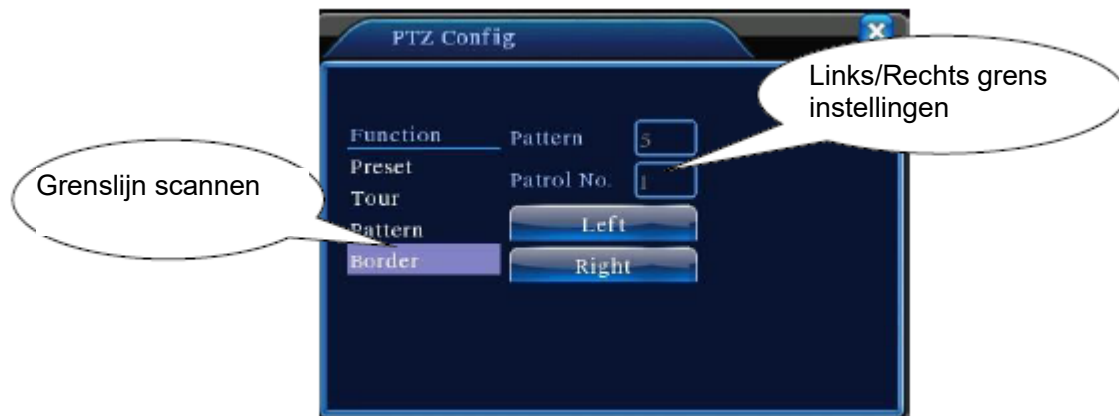 PTZ Config
Links/Rechts grens
instellingen
Function
Pattern 5
Preset
Patrol No. 1
Grenslijn scannen
Tour
Left
Pattern
Border
Right